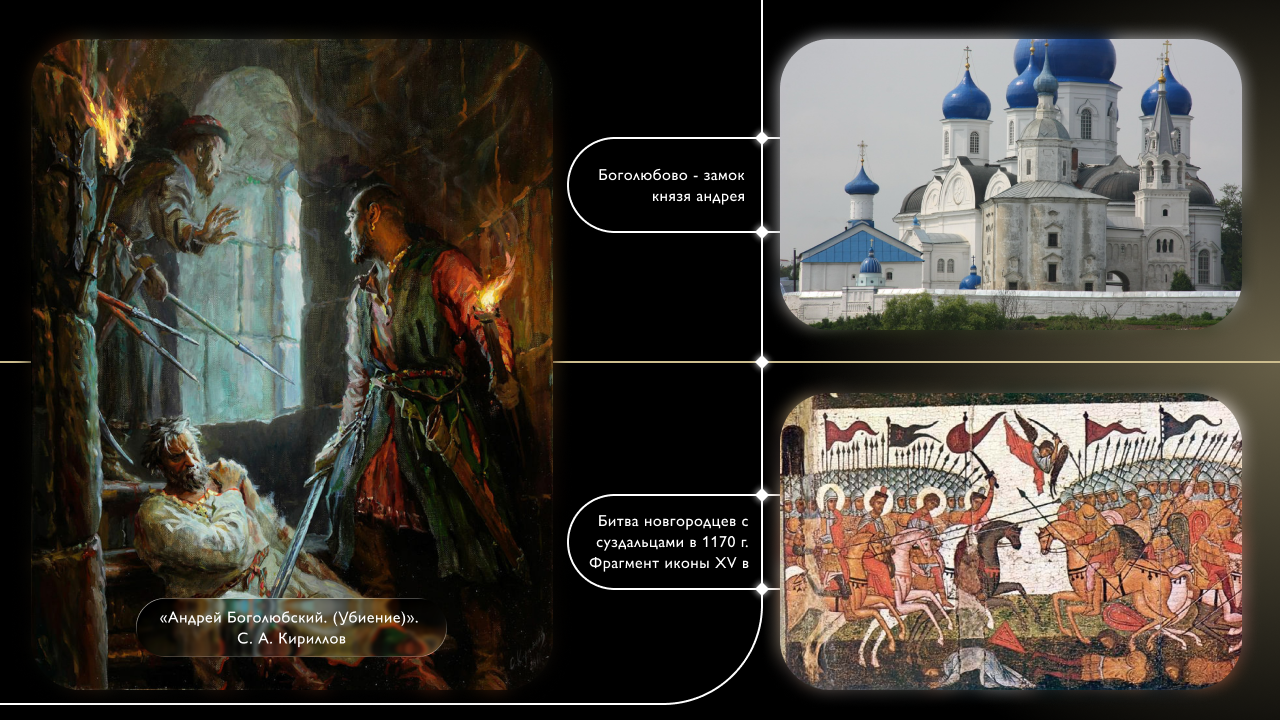 Боголюбово - замок
князя андрея
Битва новгородцев с
суздальцами в 1170 г.
Фрагмент иконы XV в
«Андрей Боголюбский. (Убиение)».
С. А. Кириллов